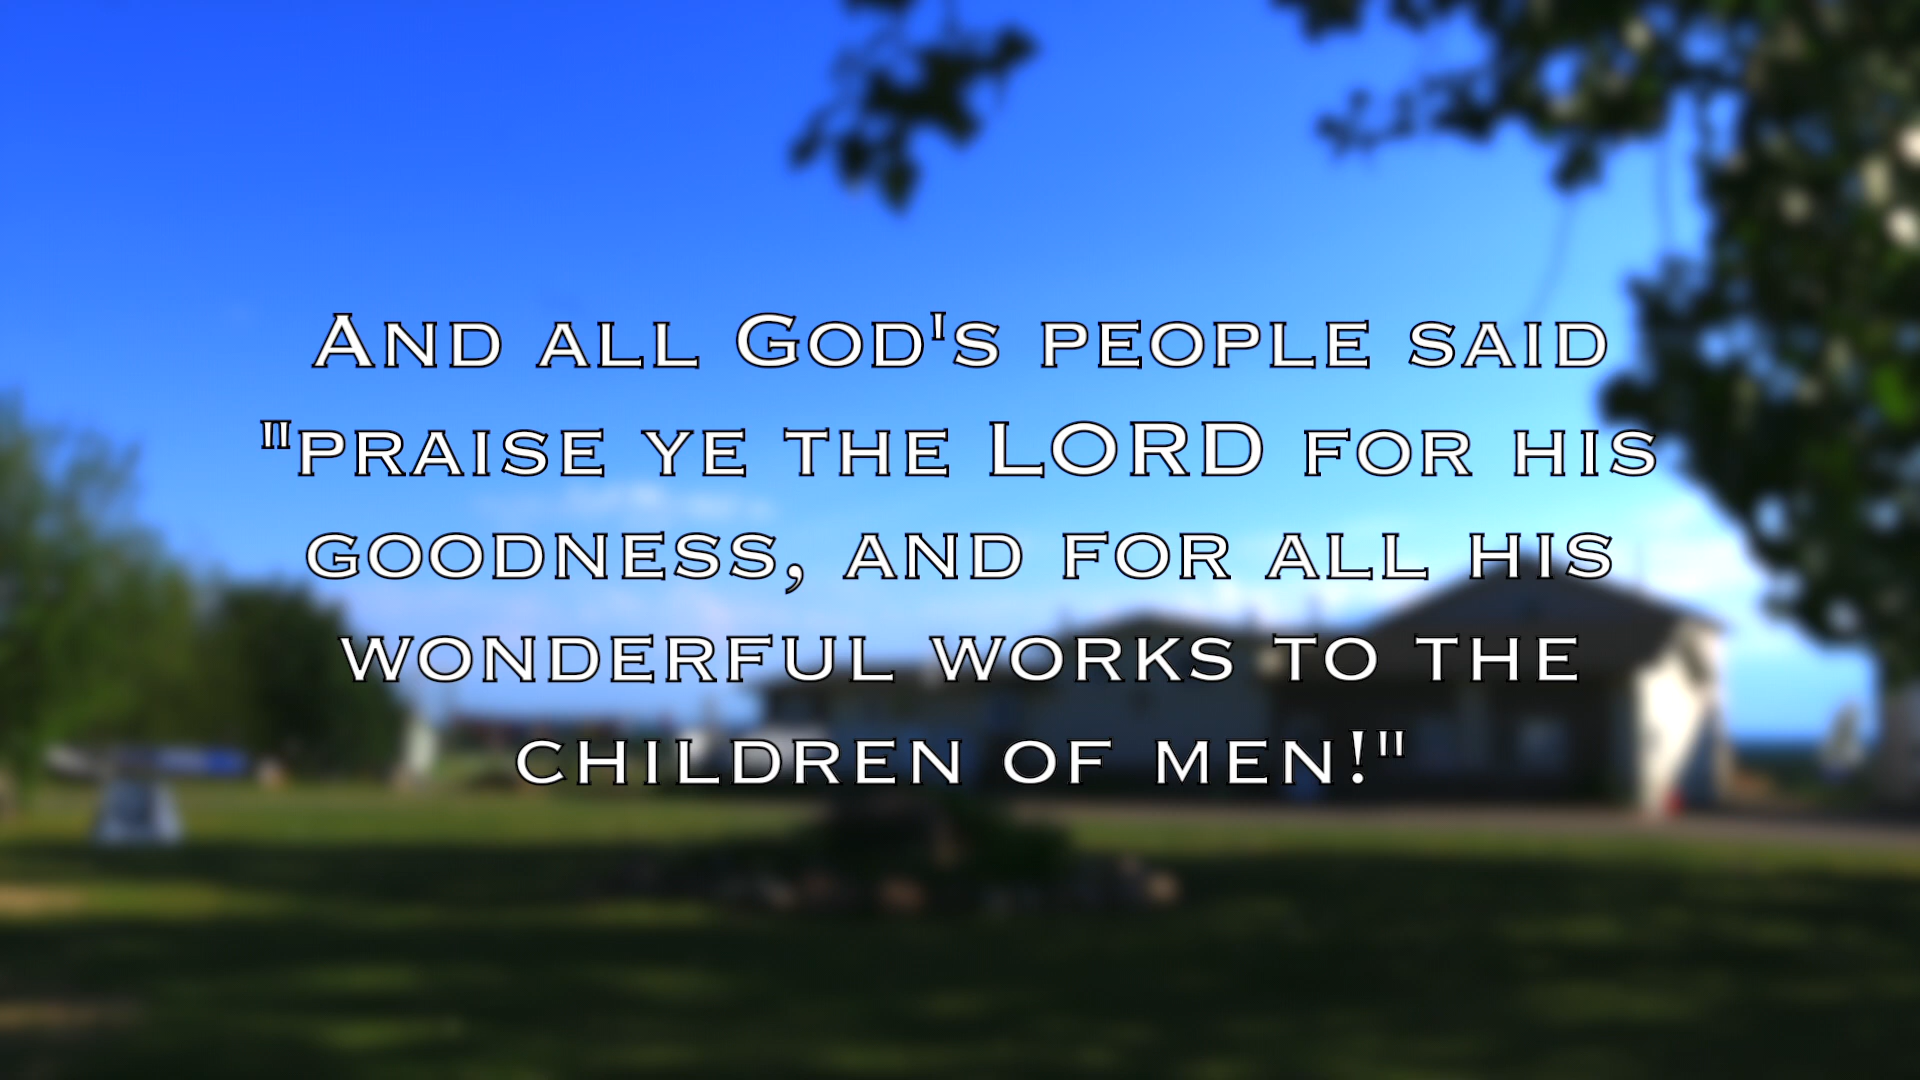 And all God's people said
"praise ye the LORD for his
goodness, and for all his
wonderful works to the
children of men!"